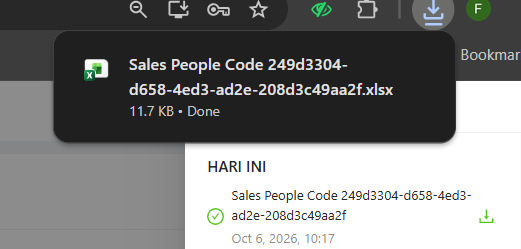 F
Bookmar
Sales People Code 249d3304-
d658-4ed3-ad2e-208d3c49aa2f.xlsx
11.7 KB • Done
HARI INI
Sales People Code 249d3304-d658-4ed3-
ad2e-208d3c49aa2f
Oct 6, 2026, 10:17